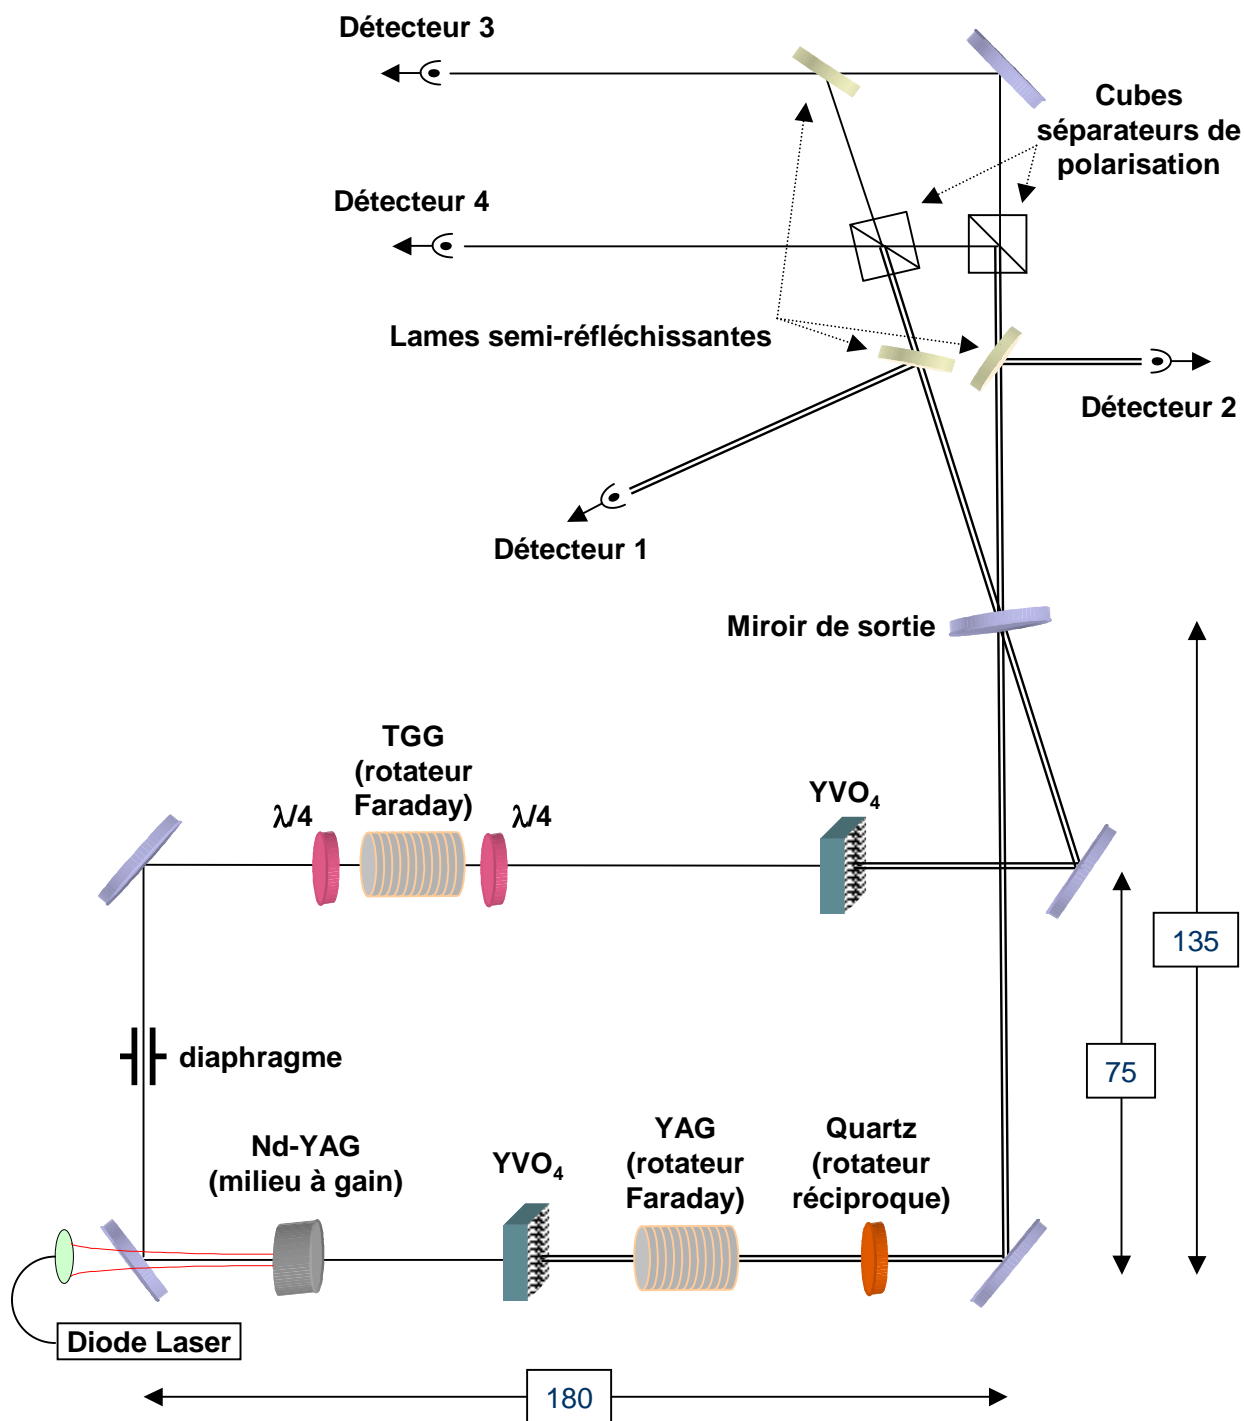 Détecteur 3
Cubes
séparateurs de
polarisation
Détecteur 4
Lames semi-réfléchissantes
Détecteur 2
Détecteur 1
Miroir de sortie
TGG
(rotateur
Faraday)
λ/4
λ/4
YVO4
135
75
diaphragme
Nd-YAG
(milieu à gain)
YVO4
YAG
(rotateur
Faraday)
Quartz
(rotateur
réciproque)
Diode Laser
180